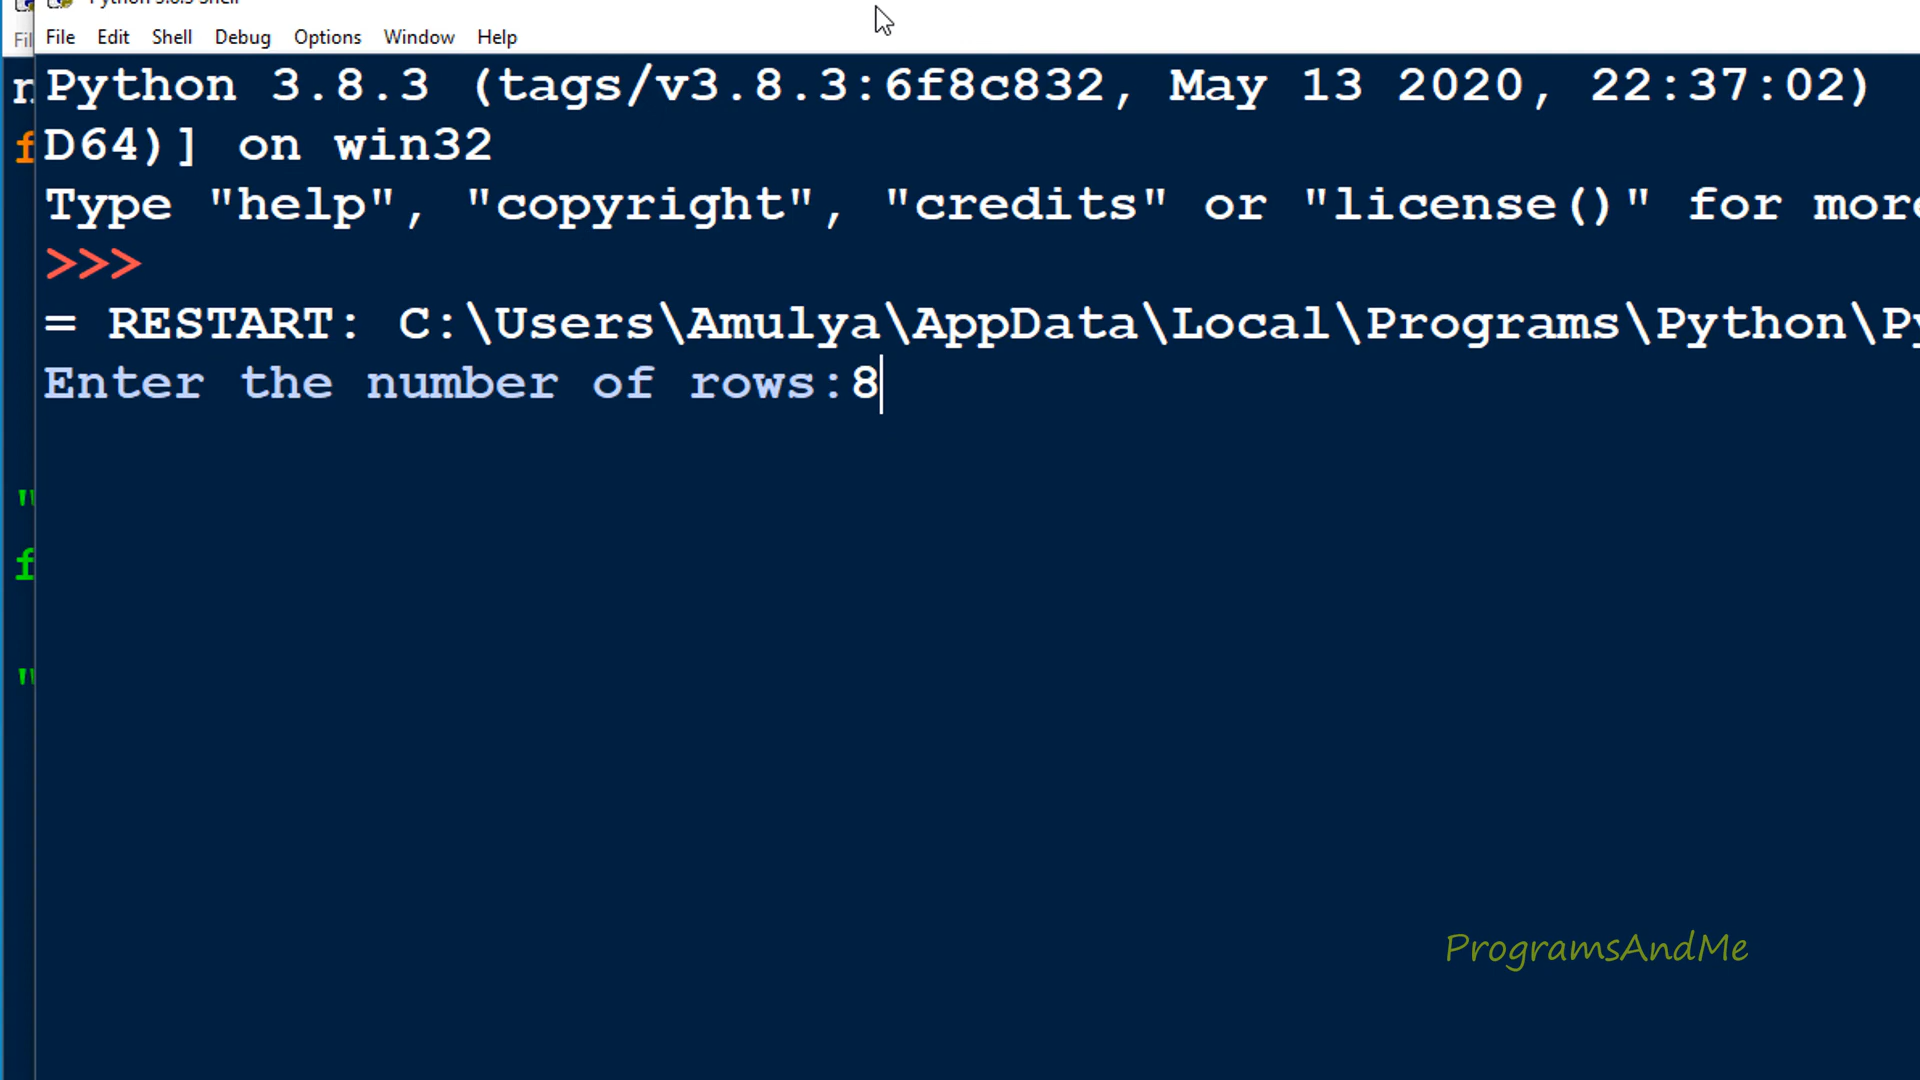 File Edit Shell Debug Options Window Help
Python 3.8.3 (tags/v3.8.3:6f8c832, May 13 2020, 22:37:02)
D64)] on win32
Type "help", "copyright", "credits" or "license()" for more
>>>
= RESTART: C:\Users\Amulya\AppData\Local\Programs\Python\Py
Enter the number of rows:8
ProgramsAndMe